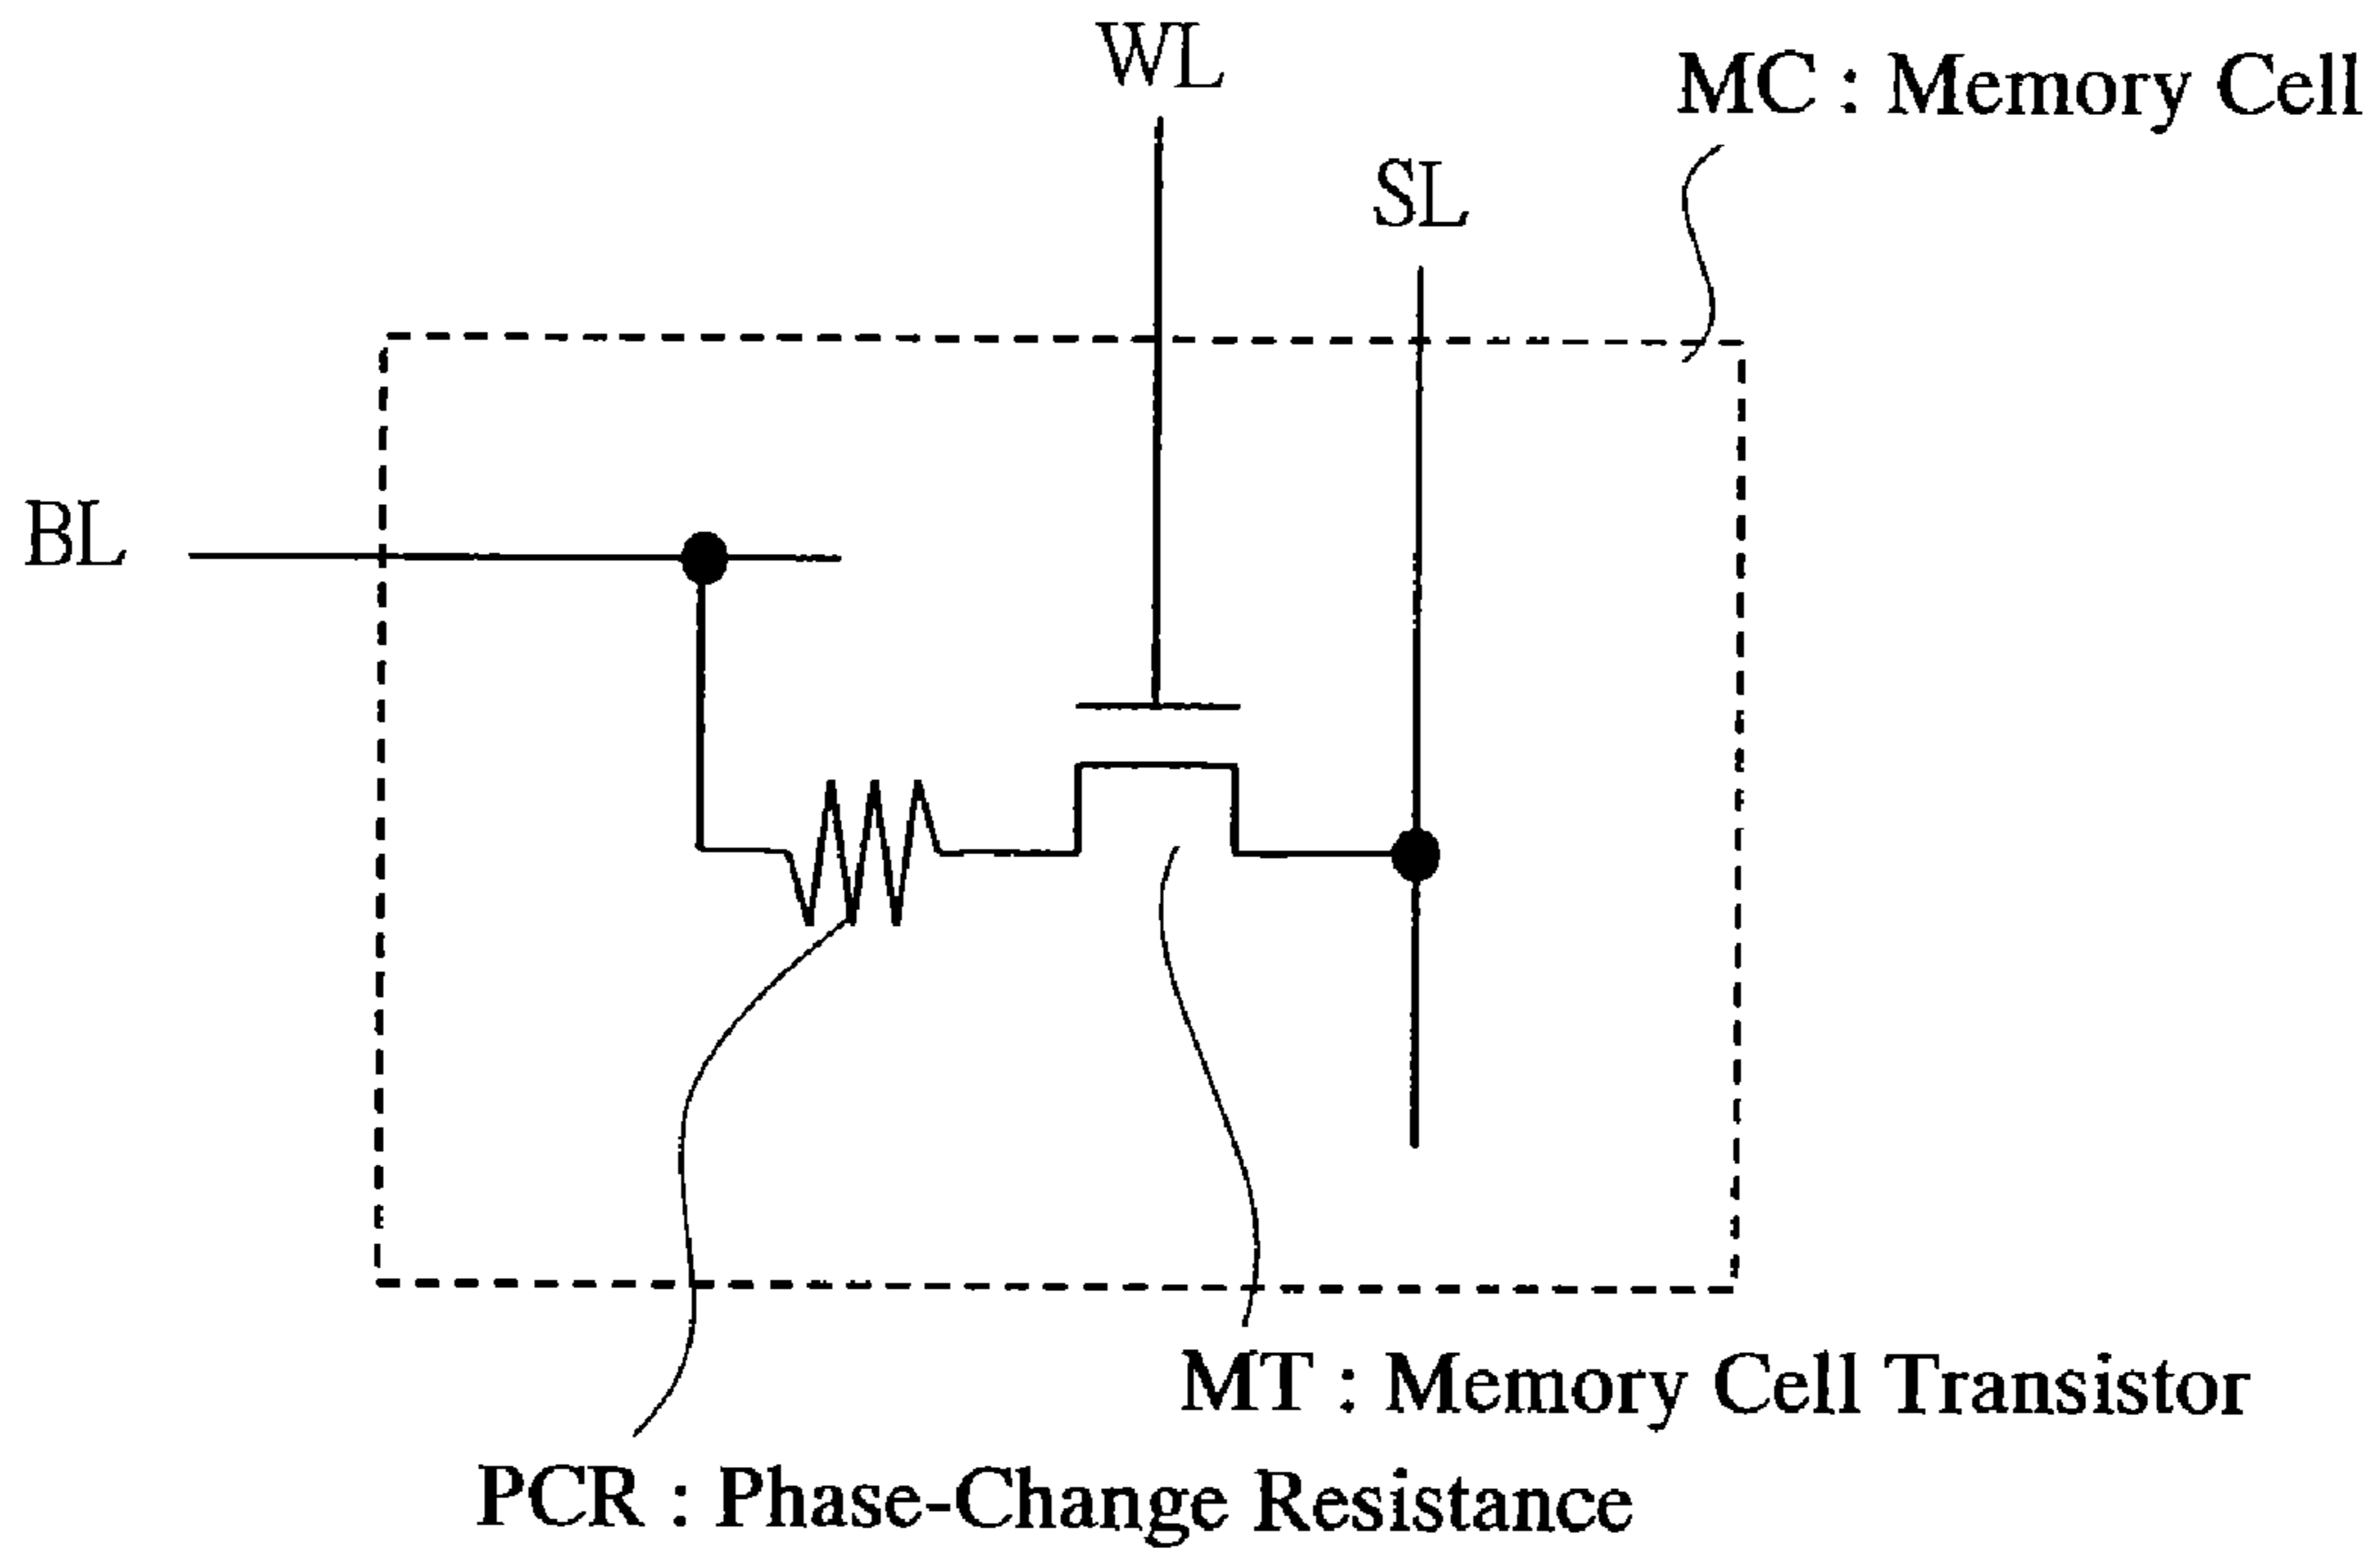 WL
MC : Memory Cell
SL
BL
MT : Memory Cell Transistor
PCR : Phase-Change Resistance